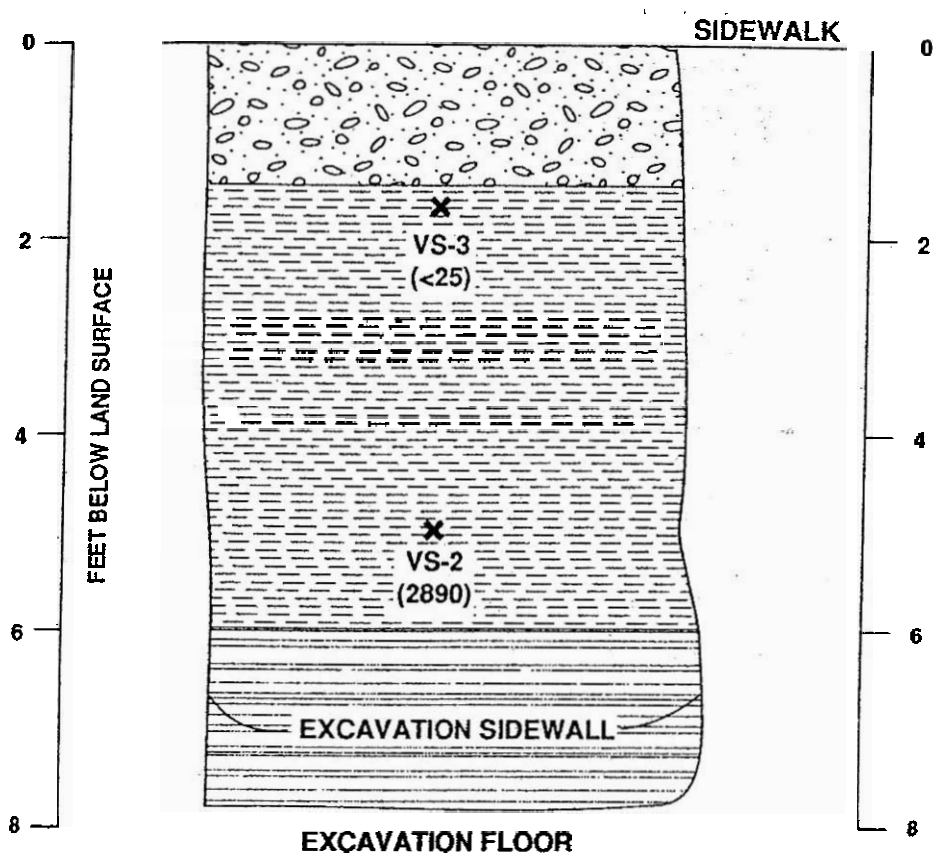 SIDEWALK
0
0
2
2
VS-3
(<25)
FEET BELOW LAND SURFACE
4
4
VS-2
(2890)
6
6
EXCAVATION SIDEWALL
8
8
EXCAVATION FLOOR